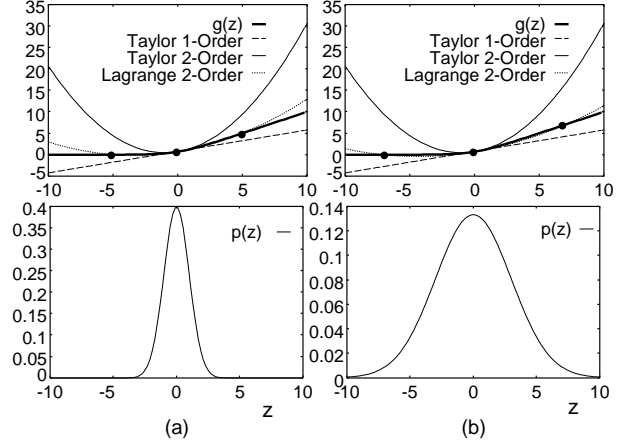 35
30
25
20
15
10
5
0
-5
g(z)
Taylor 1-Order
Taylor 2-Order
Lagrange 2-Order
-10 -5 0 5 10
35
30
25
20
15
10
5
0
-5
g(z)
Taylor 1-Order
Taylor 2-Order
Lagrange 2-Order
-10 -5 0 5 10
0.4
0.35
0.3
0.25
0.2
0.15
0.1
0.05
0
p(z)
-10 -5 0 5 10
z
(a)
0.14
0.12
0.1
0.08
0.06
0.04
0.02
0
p(z)
-10 -5 0 5 10
z
(b)